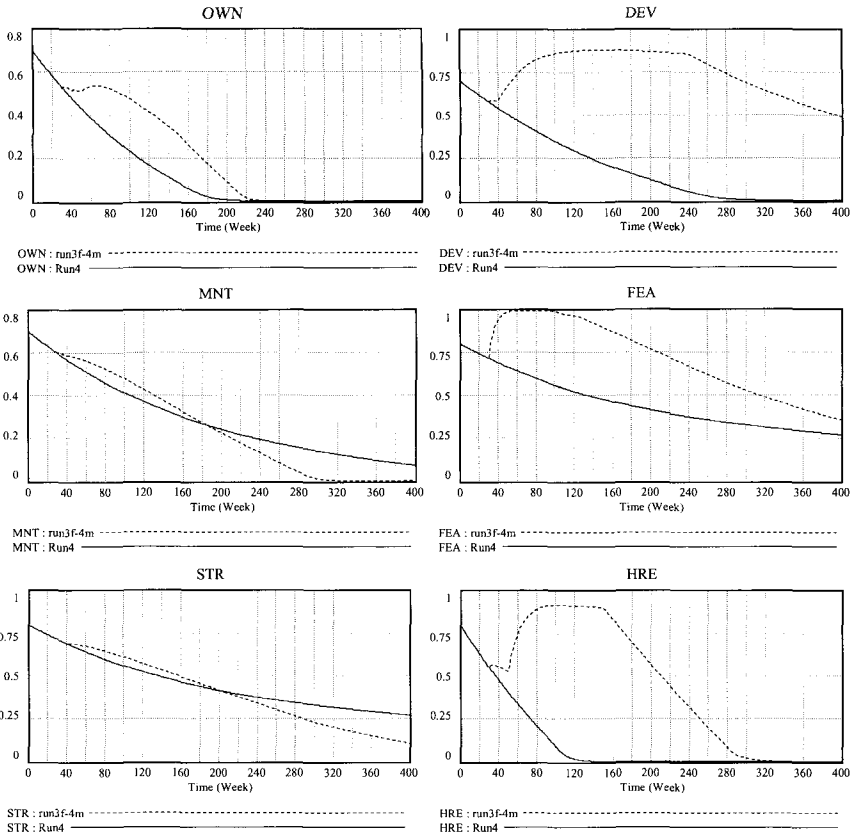 OWN
0.8
0.6
0.4
0.2
0
0 40 80 120 160 200 240 280 320 360 400
Time (Week)
OWN : run3f-4m
OWN : Run4
DEV
1
0.75
0.5
0.25
0
0 40 80 120 160 200 240 280 320 360 400
Time (Week)
DEV : run3f-4m
DEV : Run4
MNT
0.8
0.6
0.4
0.2
0
0 40 80 120 160 200 240 280 320 360 400
Time (Week)
MNT : run3f-4m
MNT : Run4
FEA
1
0.75
0.5
0.25
0
0 40 80 120 160 200 240 280 320 360 400
Time (Week)
FEA : run3f-4m
FEA : Run4
STR
1
0.75
0.5
0.25
0
0 40 80 120 160 200 240 280 320 360 400
Time (Week)
STR : run3f-4m
STR : Run4
HRE
1
0.75
0.5
0.25
0
0 40 80 120 160 200 240 280 320 360 400
Time (Week)
HRE : run3f-4m
HRE : Run4